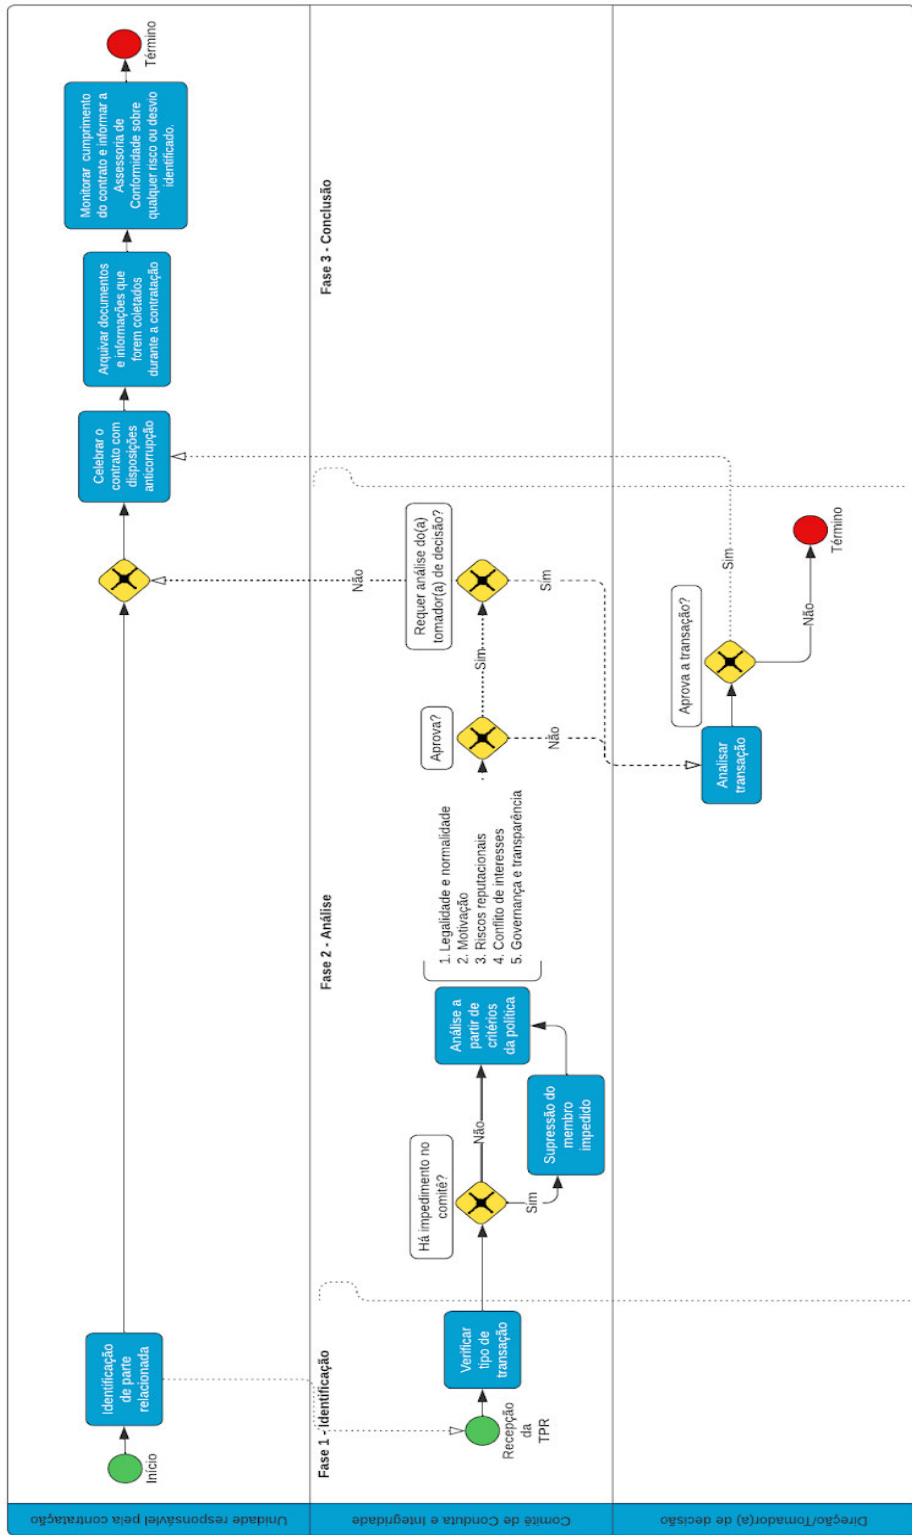 Unidade responsável pela contratação
Início
Identificação
de parte
relacionada
Celebrar o
contrato com
disposições
anticorrupção
Arquivar documentos
e informações que
forem coletados
durante a contratação
Monitorar cumprimento
do contrato e informar a
Assessoria de
Conformidade sobre
qualquer risco ou desvio
identificado.
Término
Comitê de Conduta e Integridade
Fase 1 - Identificação
Fase 2 - Análise
Fase 3 - Conclusão
Recepção
da
TPR
Verificar
tipo de
transação
Há impedimento no
comitê?
Não
Sim
Supressão do
membro
impedido
Análise a
partir de
critérios
da política
1. Legalidade e normalidade
2. Motivação
3. Riscos reputacionais
4. Conflito de interesses
5. Governança e transparência
Aprova?
Sim
Não
Requer análise do(a)
tomador(a) de decisão?
Não
Sim
Direção/Tomador(a) de decisão
Analisar
transação
Aprova a transação?
Sim
Não
Término